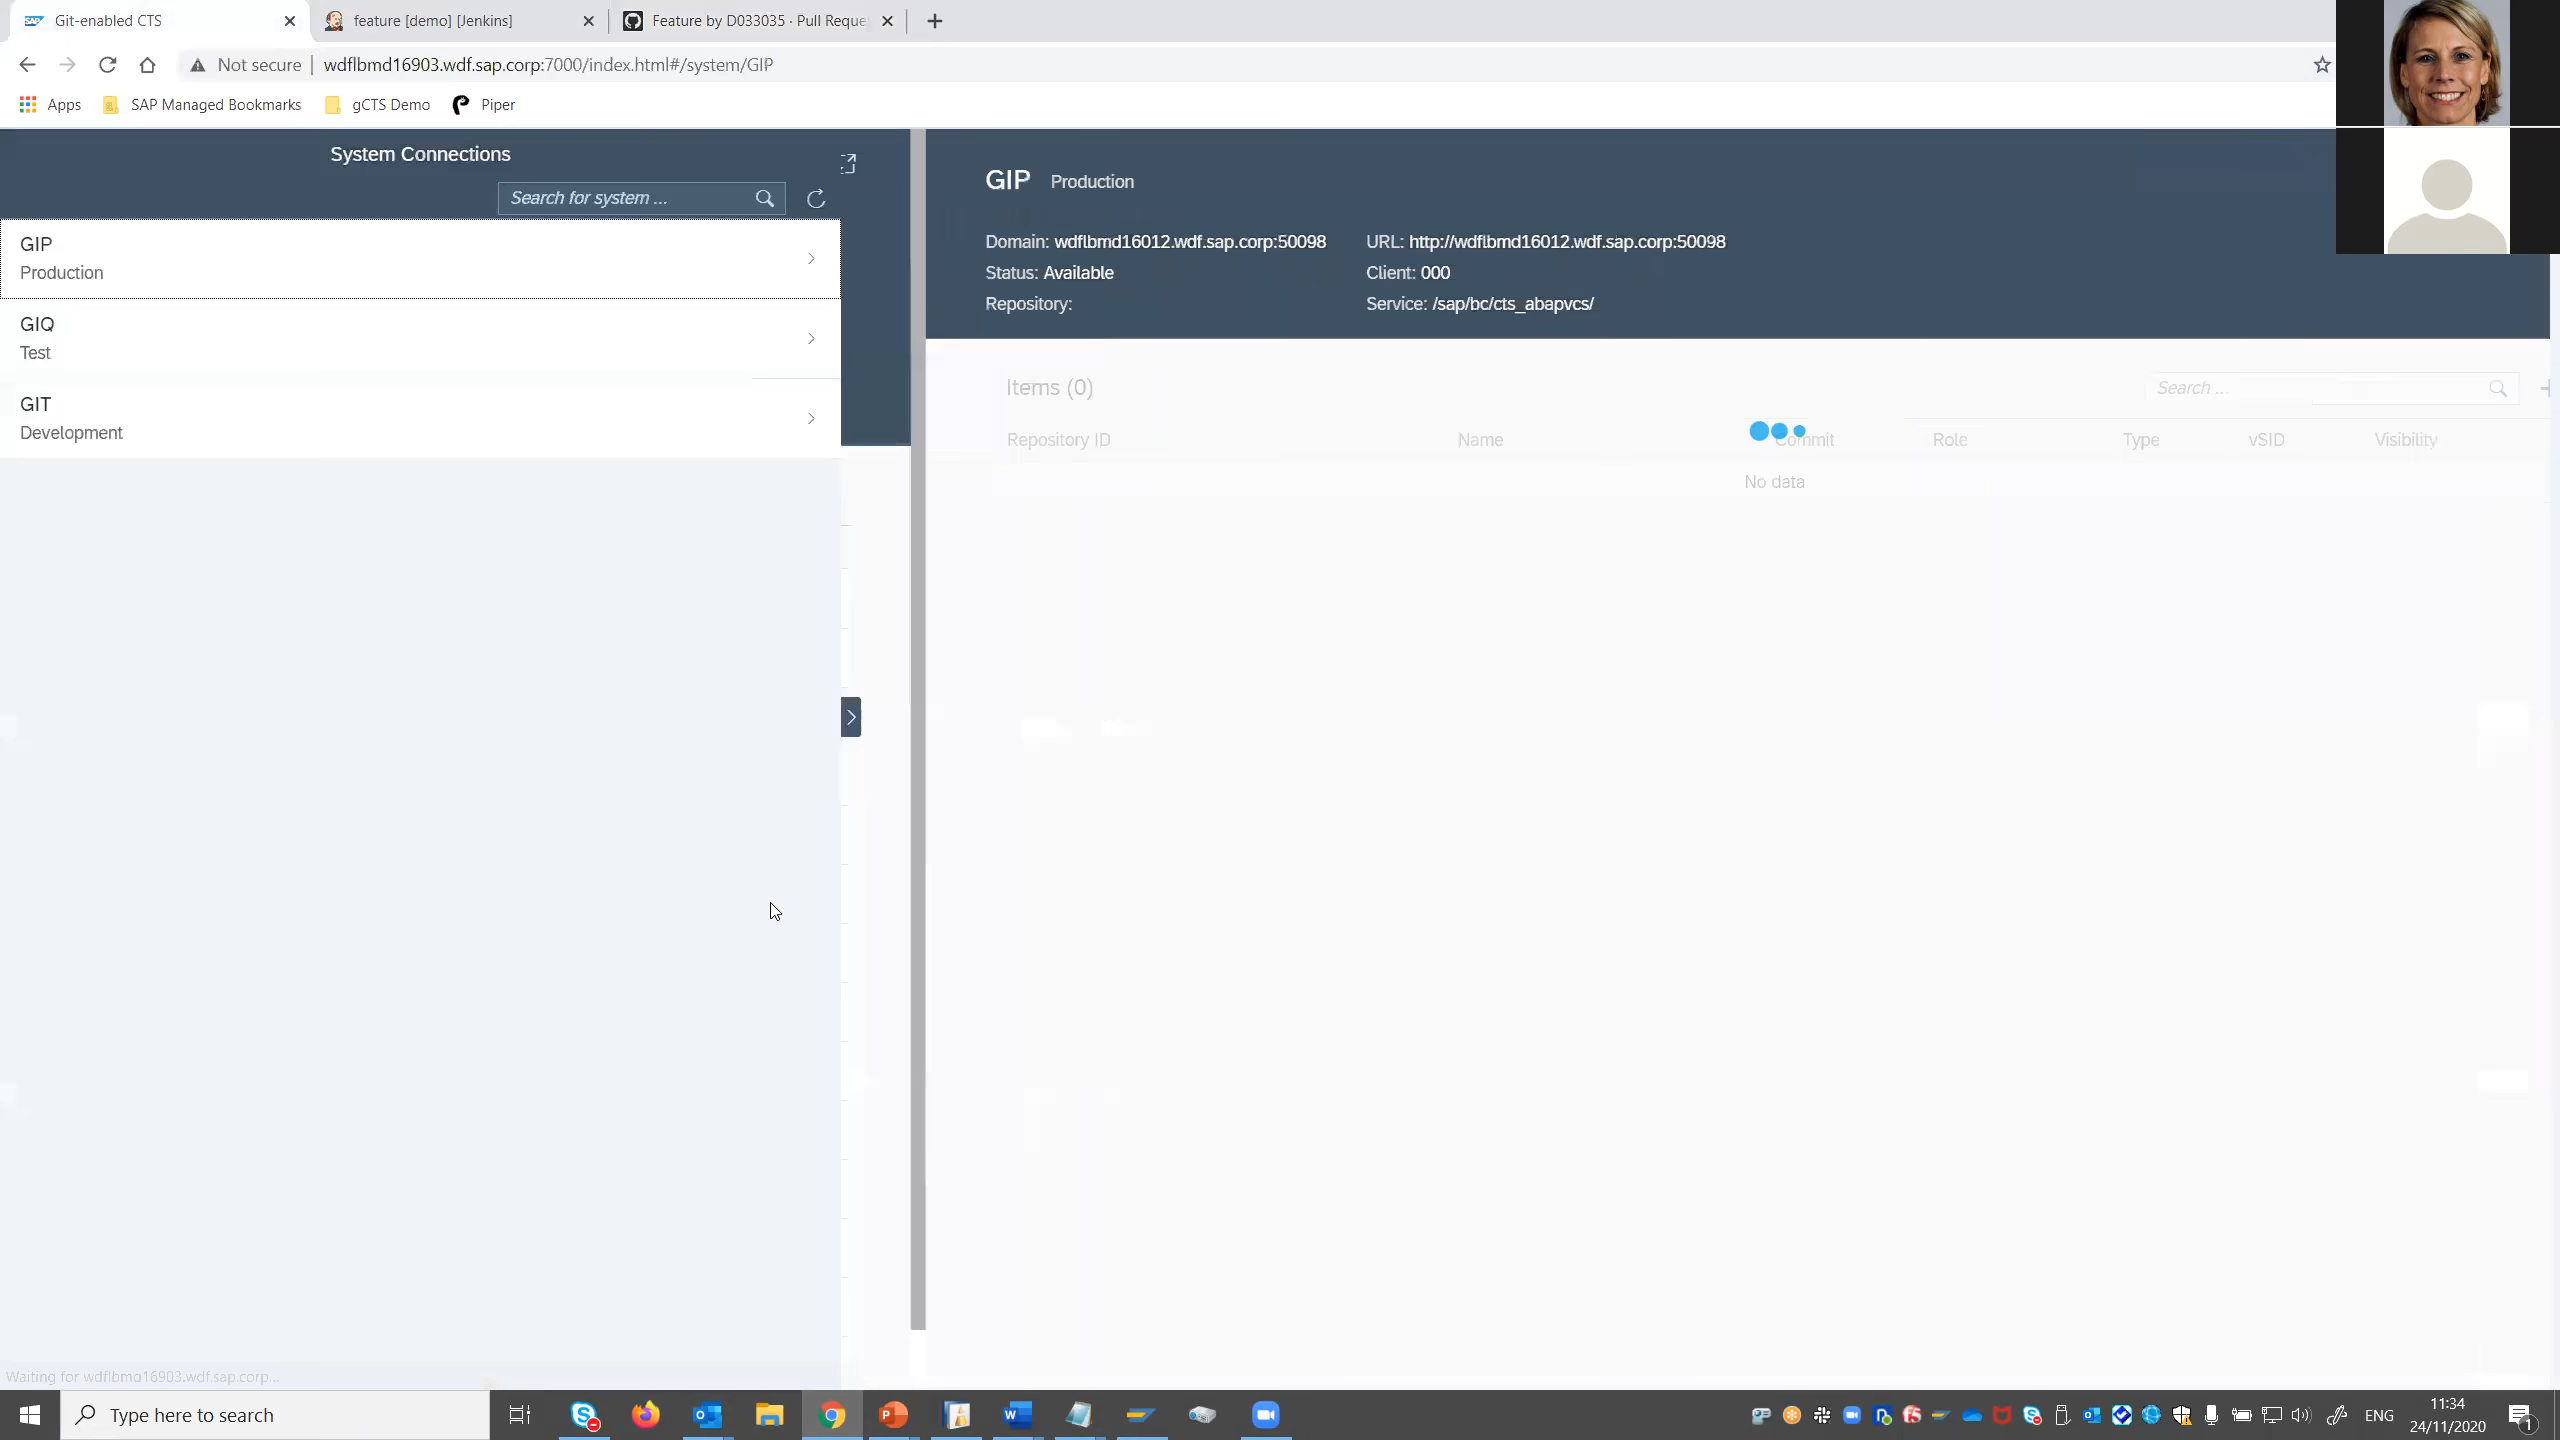 Git-enabled CTS
feature [demo] [Jenkins]
Feature by D033035 · Pull Reque
Not secure
wdflbmd16903.wdf.sap.corp:7000/index.html#/system/GIP
Apps
SAP Managed Bookmarks
gCTS Demo
Piper
System Connections
Search for system ...
GIP
Production
GIQ
Test
GIT
Development
GIP Production
Domain: wdflbmd16012.wdf.sap.corp:50098
URL: http://wdflbmd16012.wdf.sap.corp:50098
Status: Available
Client: 000
Repository:
Service: /sap/bc/cts_abapvcs/
Items (0)
Search ...
Repository ID
Name
Commit
Role
Type
vSID
Visibility
No data
Waiting for wdflbmd16903.wdf.sap.corp...
Type here to search
ENG
11:34
24/11/2020
1